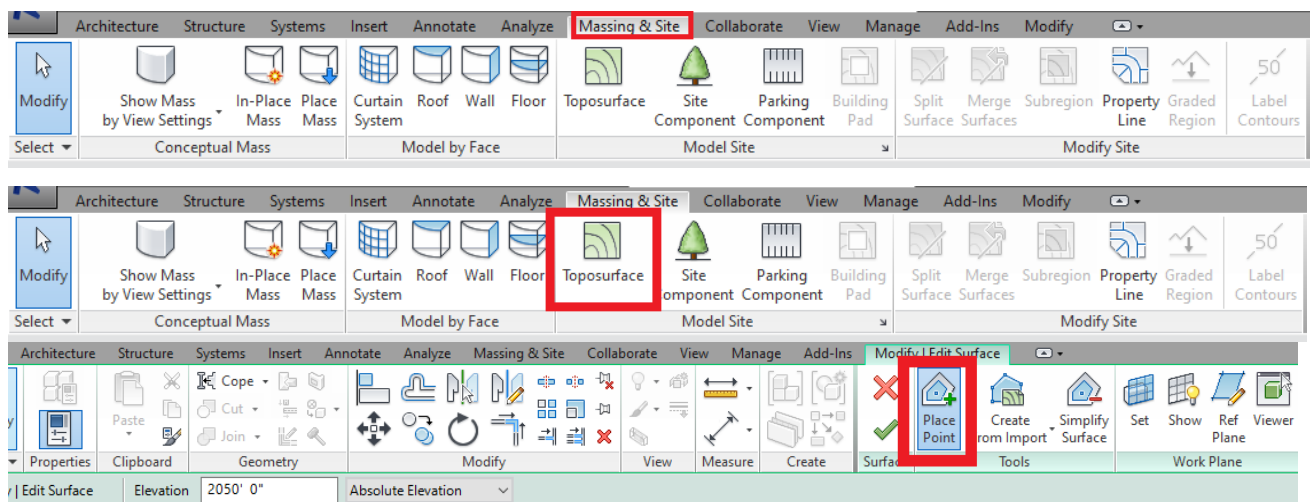 Architecture Structure Systems Insert Annotate Analyze Massing & Site Collaborate View Manage Add-Ins Modify
Modify Show Mass In-Place Place Curtain Roof Wall Floor Toposurface Site Parking Building Split Merge Subregion Property Graded Label
by View Settings Mass Mass System Component Component Pad Surface Surfaces Line Region Contours
Select Conceptual Mass Model by Face Model Site Modify Site
Architecture Structure Systems Insert Annotate Analyze Massing & Site Collaborate View Manage Add-Ins Modify
Modify Show Mass In-Place Place Curtain Roof Wall Floor Toposurface Site Parking Building Split Merge Subregion Property Graded Label
by View Settings Mass Mass System omponent Component Pad Surface Surfaces Line Region Contours
Select Conceptual Mass Model by Face Model Site Modify Site
Architecture Structure Systems Insert Annotate Analyze Massing & Site Collaborate View Manage Add-Ins Modify | Edit Surface
Cope
Paste Cut Place Create Simplify Set Show Ref Viewer
Join Point rom Import Surface Plane
Properties Clipboard Geometry Modify View Measure Create Surfac Tools Work Plane
| Edit Surface Elevation 2050' 0" Absolute Elevation